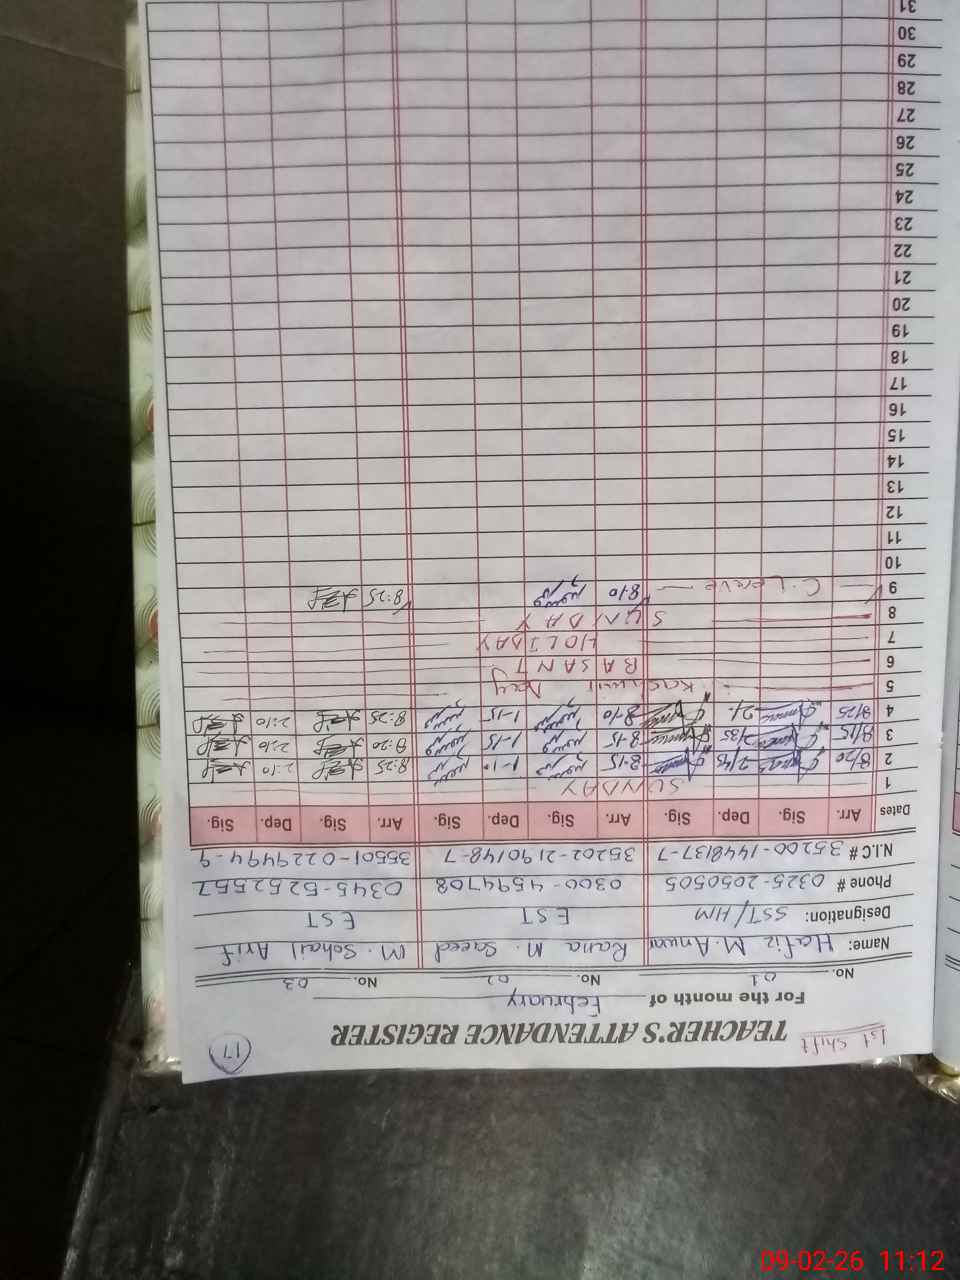 1st Shift
17
TEACHER'S ATTENDANCE REGISTER
For the month of February
No. 01 No. 02 No. 03
Name: Hafiz M. Anwar Rana M. Saeed M. Sohail Arif
Designation: SST/HM EST EST
Phone # 0325-2050505 0300-4594708 0345-5252557
N.I.C # 35200-1448137-7 35202-2190148-7 35501-0229494-9
Dates Arr. Sig. Dep. Sig. Arr. Sig. Dep. Sig. Arr. Sig. Dep. Sig.
1 SUNDAY
2 8/20 2/45 8-15 1-10 8:25 2:10
3 8/15 2/35 8-15 1-15 8:20 2:10
4 8/25 2/- 8-10 1-15 8:25 2:10
5 Kashmir Day
6 BASANT
7 HOLIDAY
8 SUNDAY
9 C. Leave 8-10 8:25
10
11
12
13
14
15
16
17
18
19
20
21
22
23
24
25
26
27
28
29
30
31
09-02-26 11:12